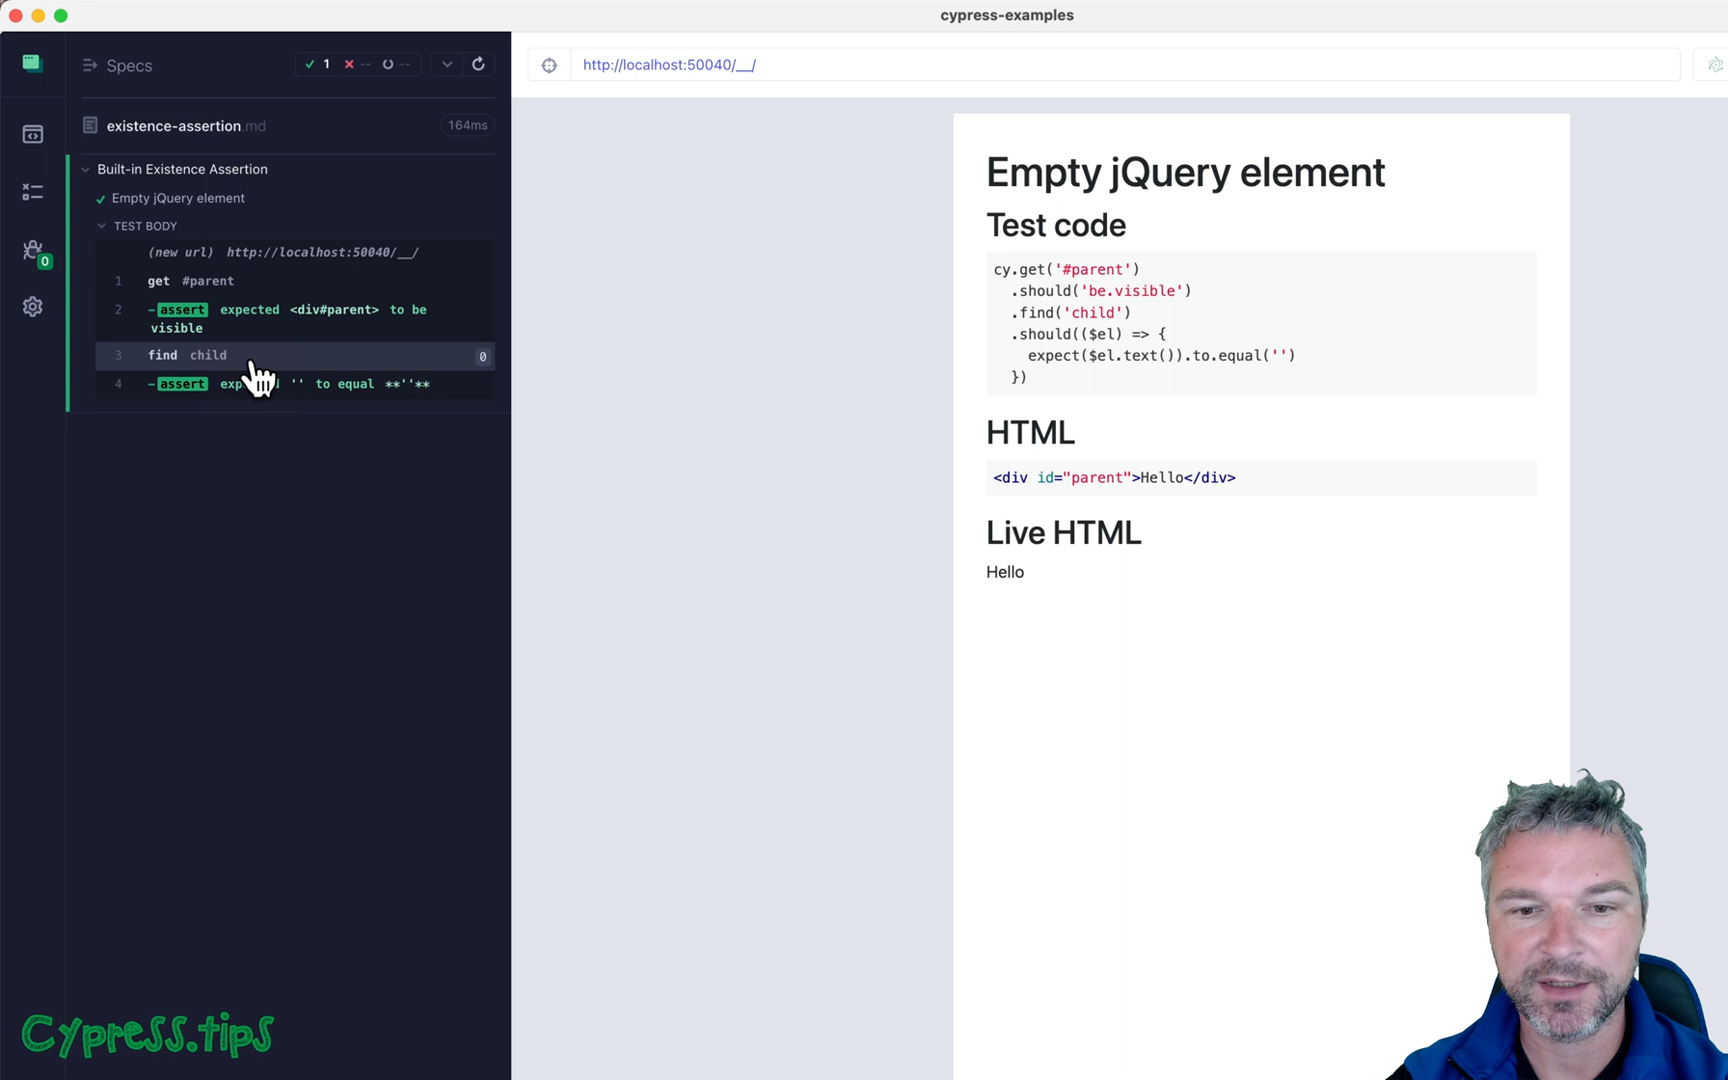 cypress-examples
Specs
1
--
--
http://localhost:50040/__/
existence-assertion.md
164ms
Built-in Existence Assertion
Empty jQuery element
TEST BODY
(new url) http://localhost:50040/__/
1 get #parent
2 -assert expected <div#parent> to be
visible
3 find child 0
4 -assert '' to equal **''**
0
Empty jQuery element
Test code
cy.get('#parent')
.should('be.visible')
.find('child')
.should(($el) => {
expect($el.text()).to.equal('')
})
HTML
<div id="parent">Hello</div>
Live HTML
Hello
Cypress.tips